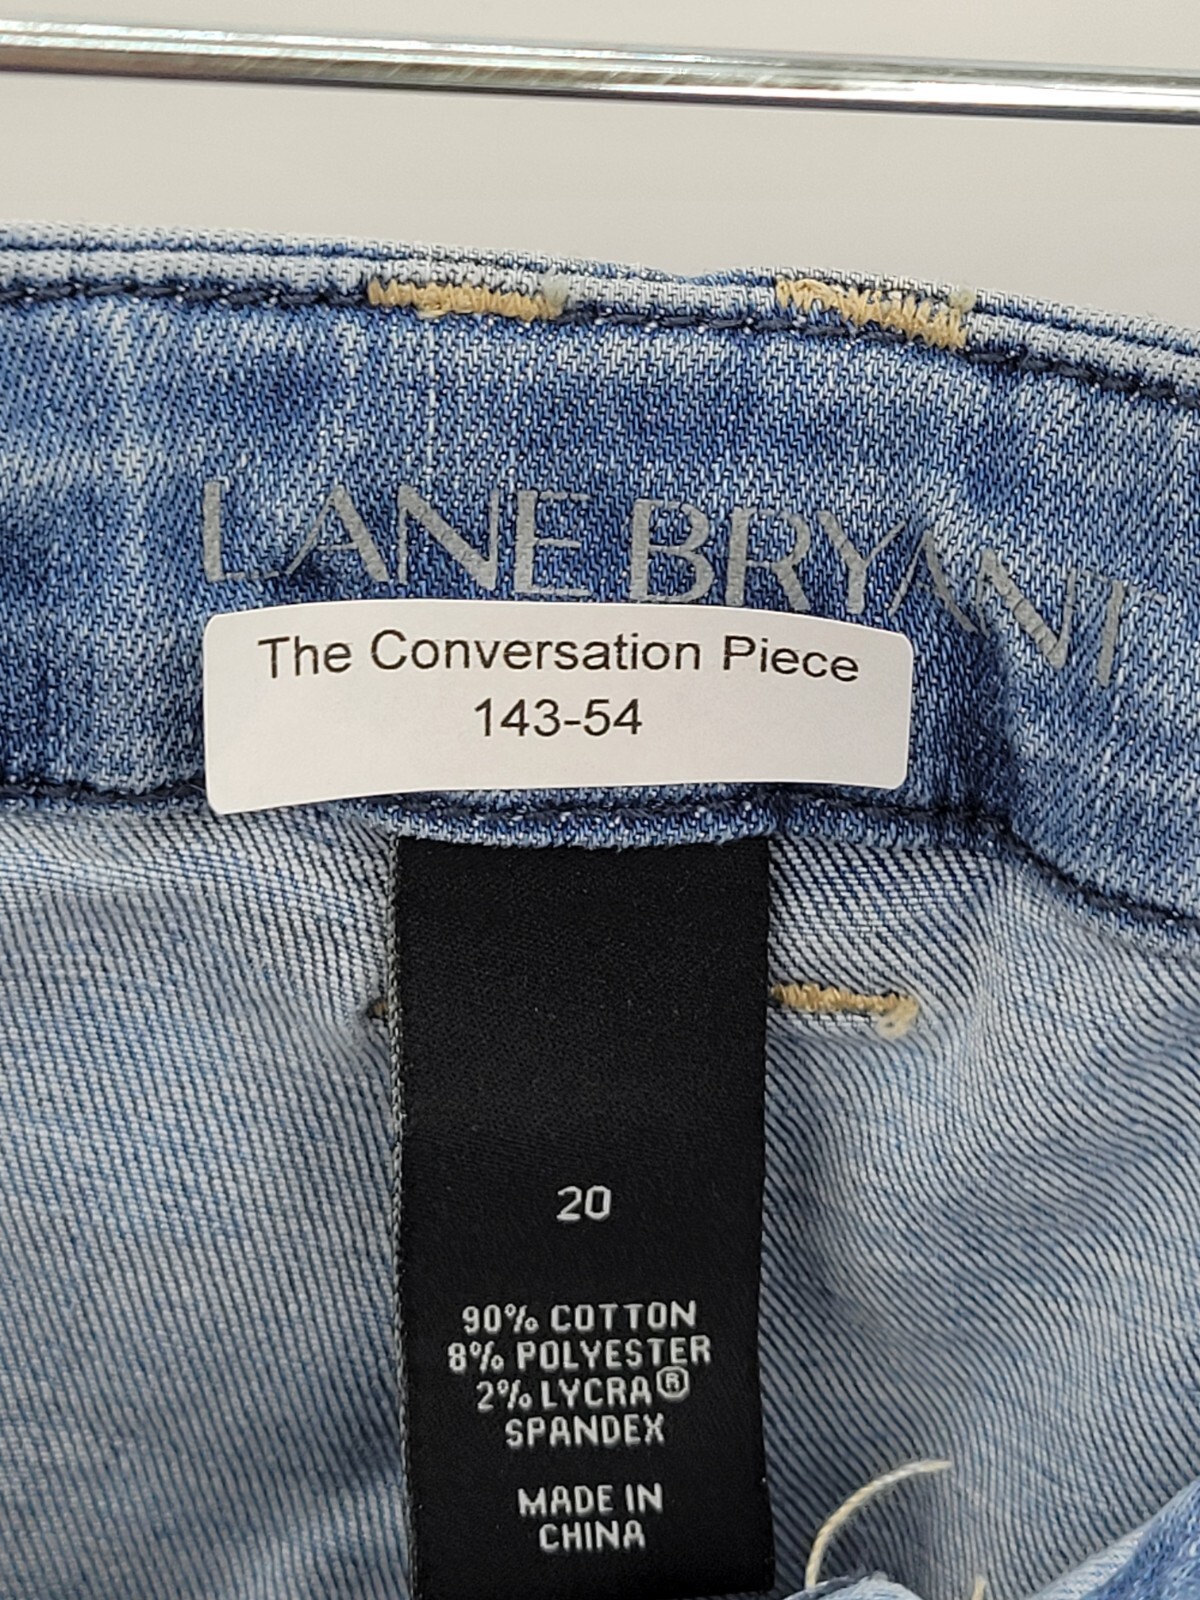 LANE BRYANT
The Conversation Piece
143-54
20
90% COTTON
8% POLYESTER
2% LYCRA®
SPANDEX
MADE IN
CHINA